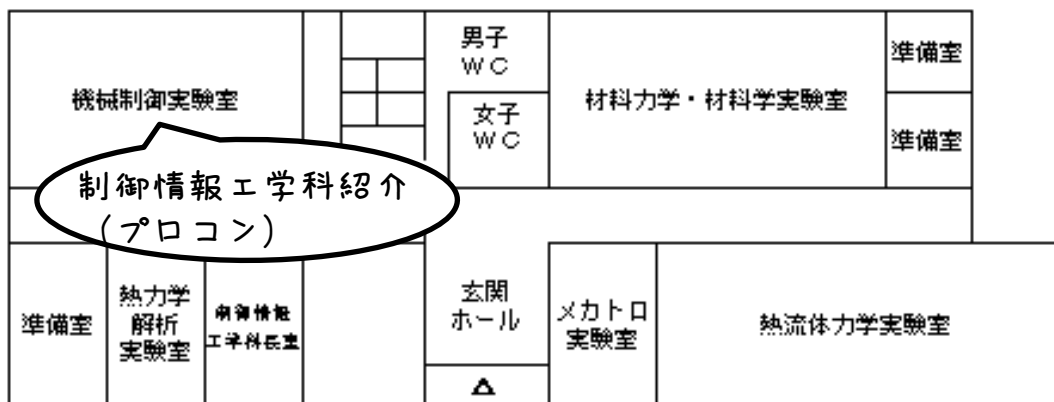 男子
WC
準備室
機械制御実験室
材料力学・材料学実験室
女子
WC
準備室
制御情報工学科紹介
(プロコン)
準備室
熱力学
解析
実験室
制御情報
工学科長室
玄関
ホール
メカトロ
実験室
熱流体力学実験室